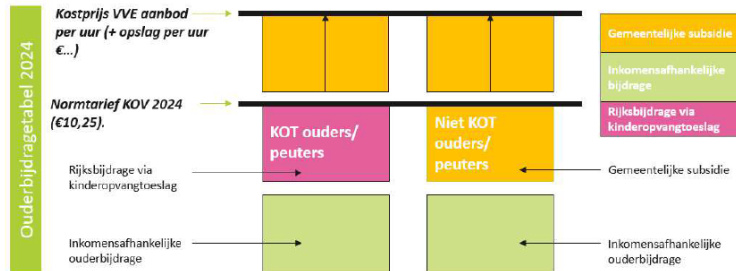 Ouderbijdragetabel 2024
Kostprijs VVE aanbod
per uur (+ opslag per uur
€...)
Normtarief KOV 2024
(€10,25).
KOT ouders/
peuters
Niet KOT
ouders/
peuters
Rijksbijdrage via
kinderopvangtoeslag
Gemeentelijke subsidie
Inkomensafhankelijke
ouderbijdrage
Inkomensafhankelijke
ouderbijdrage
Gemeentelijke subsidie
Inkomensafhankelijke
bijdrage
Rijksbijdrage via
kinderopvangtoeslag